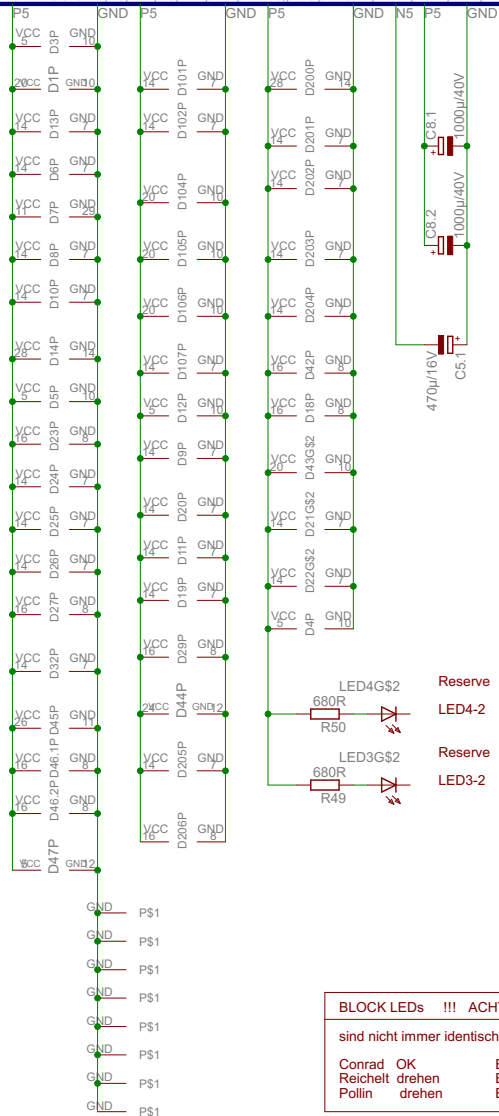 P5 GND P5 GND P5 GND N5 P5 GND
VCC 5 D3P GND 10
20 VCC D1P GND 10
VCC 14 D13P GND 7
VCC 14 D6P GND 7
VCC 11 D7P GND 29
VCC 14 D8P GND 7
VCC 14 D10P GND 7
VCC 28 D14P GND 14
VCC 5 D5P GND 10
VCC 16 D23P GND 8
VCC 14 D24P GND 7
VCC 14 D25P GND 7
VCC 14 D26P GND 7
VCC 16 D27P GND 8
VCC 14 D32P GND 7
VCC 26 D45P GND 11
VCC 16 D46.1P GND 8
VCC 16 D46.2P GND 8
VCC D47P GND 12
GND P$1
GND P$1
GND P$1
GND P$1
GND P$1
GND P$1
GND P$1
GND P$1
VCC 14 D101P GND 7
VCC 14 D102P GND 7
VCC 20 D104P GND 10
VCC 20 D105P GND 10
VCC 20 D106P GND 10
VCC 14 D107P GND 7
VCC 5 D12P GND 10
VCC 14 D9P GND 7
VCC 14 D20P GND 7
VCC 14 D11P GND 7
VCC 14 D19P GND 7
VCC 16 D29P GND 8
24 VCC D44P GND 12
VCC 14 D205P GND 7
VCC 16 D206P GND 8
VCC 28 D200P GND 14
VCC 14 D201P GND 7
VCC 14 D202P GND 7
VCC 14 D203P GND 7
VCC 14 D204P GND 7
VCC 16 D42P GND 8
VCC 16 D18P GND 8
VCC 20 D43G$2 GND 10
VCC 14 D21G$2 GND 7
VCC 14 D22G$2 GND 7
VCC 5 D4P GND 10
C8.1 + 1000µ/40V
C8.2 + 1000µ/40V
470µ/16V + C5.1
LED4G$2 Reserve
680R LED4-2
R50
LED3G$2 Reserve
680R LED3-2
R49
BLOCK LEDs !!!
sind nicht immer identisch
Conrad OK
Reichelt drehen
Pollin drehen